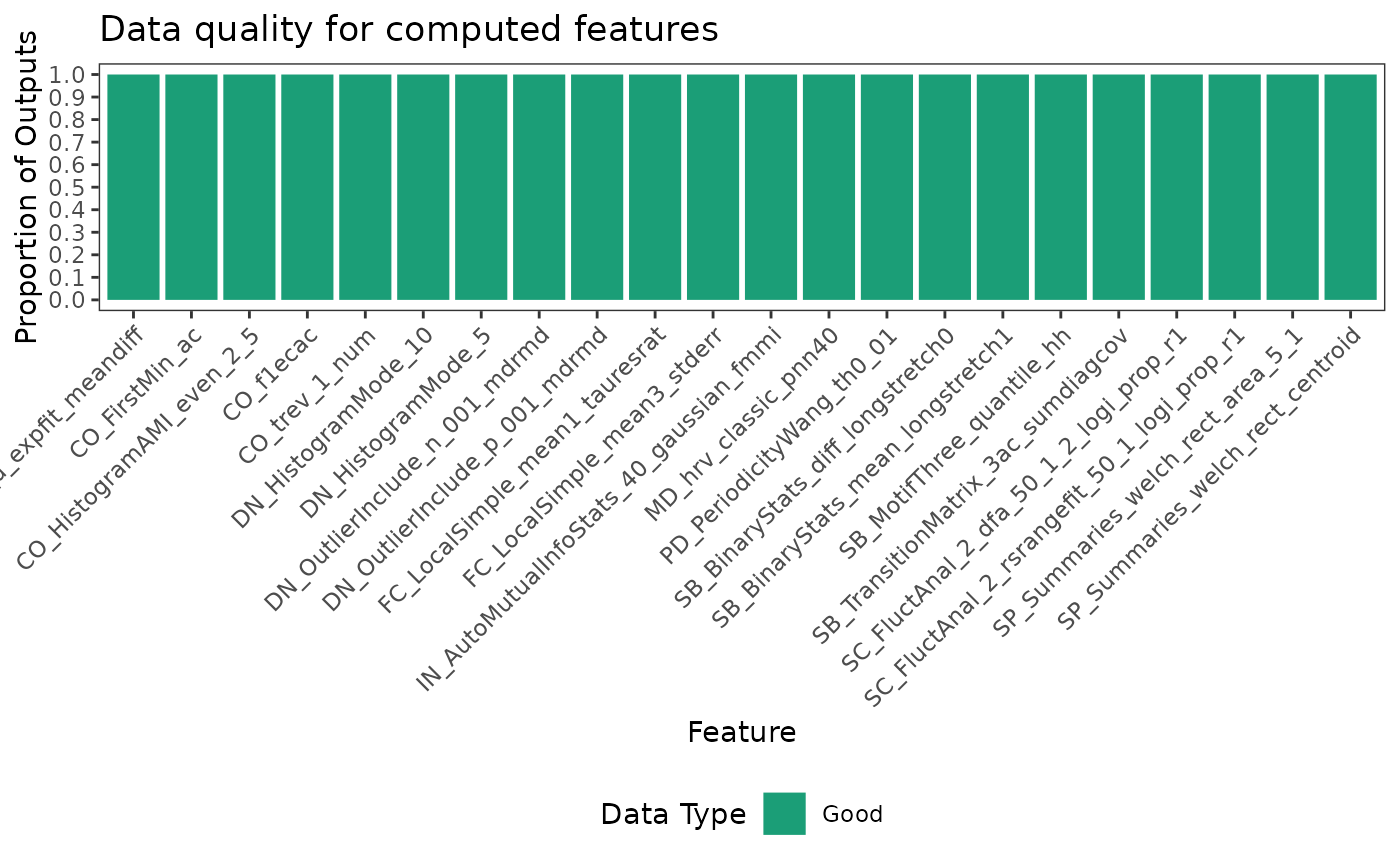 Data quality for computed features
Proportion of Outputs
1.0
0.9
0.8
0.7
0.6
0.5
0.4
0.3
0.2
0.1
0.0
expfit_meandiff
CO_FirstMin_ac
CO_HistogramAMI_even_2_5
CO_f1ecac
CO_trev_1_num
DN_HistogramMode_10
DN_HistogramMode_5
DN_OutlierInclude_n_001_mdrmd
DN_OutlierInclude_p_001_mdrmd
FC_LocalSimple_mean1_tauresrat
FC_LocalSimple_mean3_stderr
IN_AutoMutualInfoStats_40_gaussian_fmmi
MD_hrv_classic_pnn40
PD_PeriodicityWang_th0_01
SB_BinaryStats_diff_longstretch0
SB_BinaryStats_mean_longstretch1
SB_MotifThree_quantile_hh
SB_TransitionMatrix_3ac_sumdiagcov
SC_FluctAnal_2_dfa_50_1_2_logi_prop_r1
SC_FluctAnal_2_rsrangefit_50_1_logi_prop_r1
SP_Summaries_welch_rect_area_5_1
SP_Summaries_welch_rect_centroid
Feature
Data Type
Good